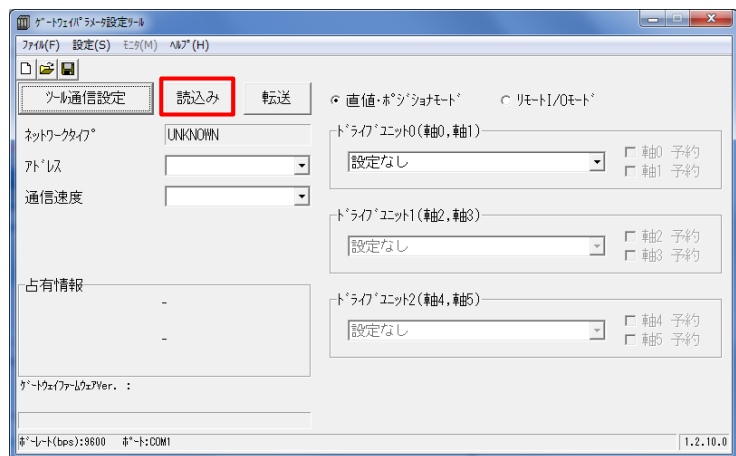 ｹﾞｰﾄｳｪｲﾊﾟﾗﾒｰﾀ設定ﾂｰﾙ
ﾌｧｲﾙ(F) 設定(S) ﾓﾆﾀ(M) ﾍﾙﾌﾟ(H)
ﾂｰﾙ通信設定 読込み 転送
直値･ﾎﾟｼﾞｼｮﾅﾓｰﾄﾞ ﾘﾓｰﾄI/Oﾓｰﾄﾞ
ﾈｯﾄﾜｰｸﾀｲﾌﾟ UNKNOWN
ｱﾄﾞﾚｽ
通信速度
ﾄﾞﾗｲﾌﾞﾕﾆｯﾄ0(軸0,軸1)
設定なし
軸0 予約
軸1 予約
ﾄﾞﾗｲﾌﾞﾕﾆｯﾄ1(軸2,軸3)
設定なし
軸2 予約
軸3 予約
占有情報
-
-
ﾄﾞﾗｲﾌﾞﾕﾆｯﾄ2(軸4,軸5)
設定なし
軸4 予約
軸5 予約
ｹﾞｰﾄｳｪｲﾌｧｰﾑｳｪｱVer. :
ﾎﾞｰﾚｰﾄ(bps):9600 ﾎﾟｰﾄ:COM1 1.2.10.0